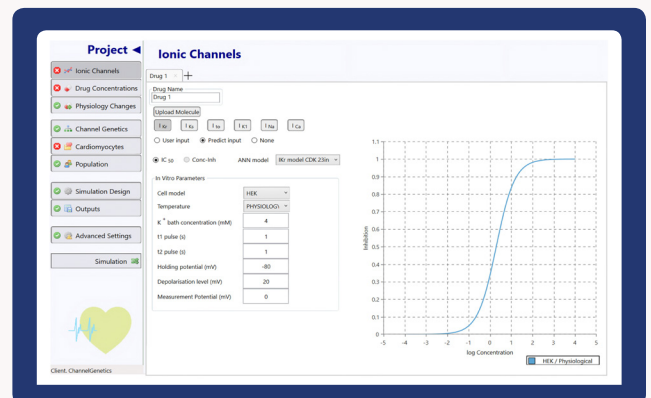 Project ◄
Ionic Channels
Drug Concentrations
Physiology Changes
Channel Genetics
Cardiomyocytes
Population
Simulation Design
Outputs
Advanced Settings
Simulation
Client: ChannelGenetics
Ionic Channels
Drug 1 × +
Drug Name
Drug 1
Upload Molecule
I Kr I Ks I to I K1 I Na I Ca
User input Predict input None
IC 50 Conc-Inh ANN model IKr model CDK 23in
In Vitro Parameters
Cell model HEK
Temperature PHYSIOLOGI
K + bath concentration (mM) 4
t1 pulse (s) 1
t2 pulse (s) 1
Holding potential (mV) -80
Depolarisation level (mV) 20
Measurement Potential (mV) 0
1.1
1
0.9
0.8
0.7
0.6
0.5
0.4
0.3
0.2
0.1
0
Inhibition
-5 -4 -3 -2 -1 0 1 2 3 4 5
log Concentration
HEK / Physiological